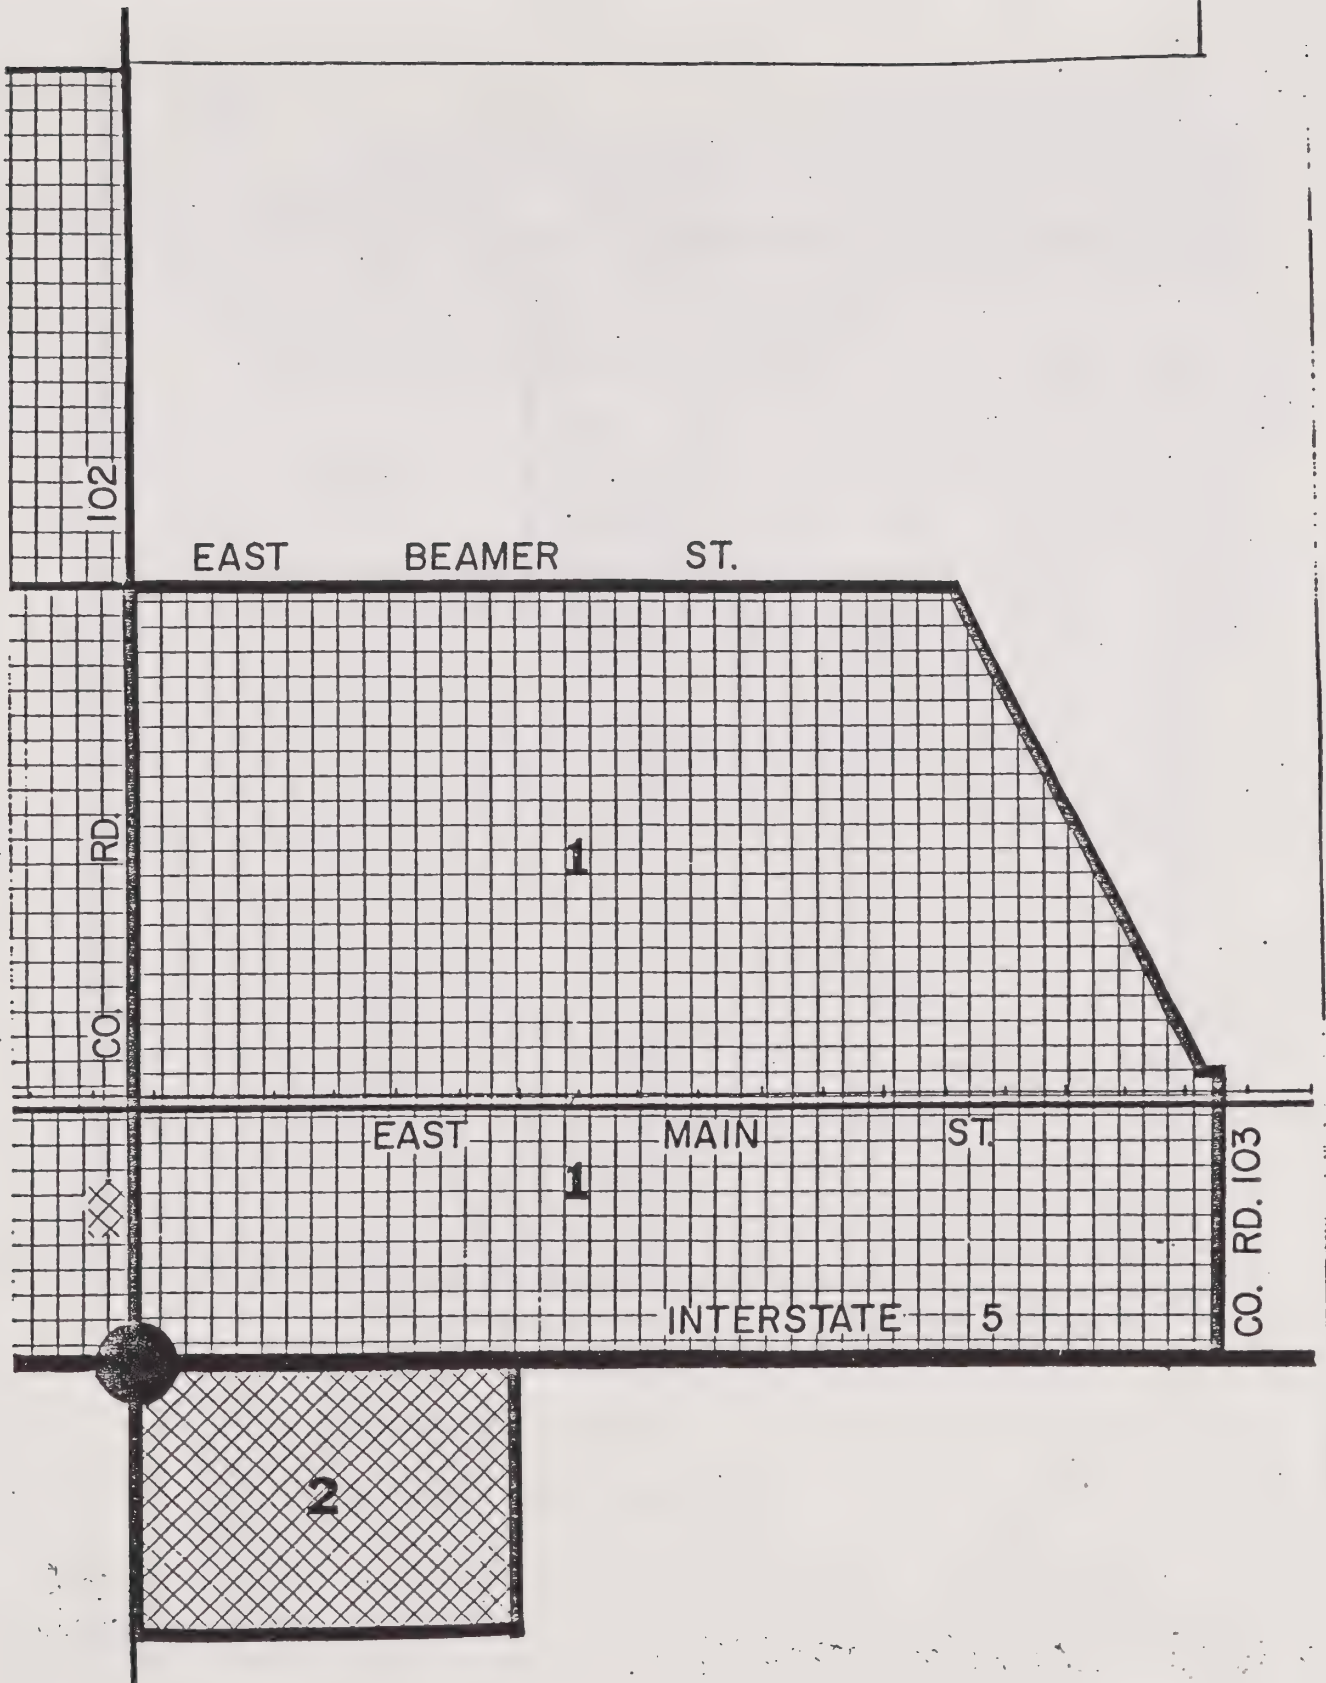 102
EAST BEAMER ST.
RD.
1
CO.
EAST MAIN ST.
1
CO. RD. 103
INTERSTATE 5
2